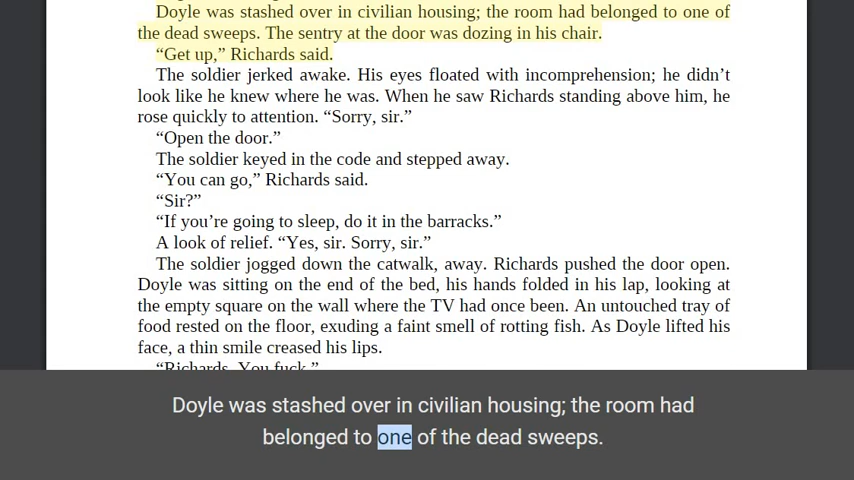 Doyle was stashed over in civilian housing; the room had belonged to one of
the dead sweeps. The sentry at the door was dozing in his chair.
“Get up,” Richards said.
The soldier jerked awake. His eyes floated with incomprehension; he didn’t
look like he knew where he was. When he saw Richards standing above him, he
rose quickly to attention. “Sorry, sir.”
“Open the door.”
The soldier keyed in the code and stepped away.
“You can go,” Richards said.
“Sir?”
“If you’re going to sleep, do it in the barracks.”
A look of relief. “Yes, sir. Sorry, sir.”
The soldier jogged down the catwalk, away. Richards pushed the door open.
Doyle was sitting on the end of the bed, his hands folded in his lap, looking at
the empty square on the wall where the TV had once been. An untouched tray of
food rested on the floor, exuding a faint smell of rotting fish. As Doyle lifted his
face, a thin smile creased his lips.
“Richards. You fuck.”
Doyle was stashed over in civilian housing; the room had
belonged to one of the dead sweeps.